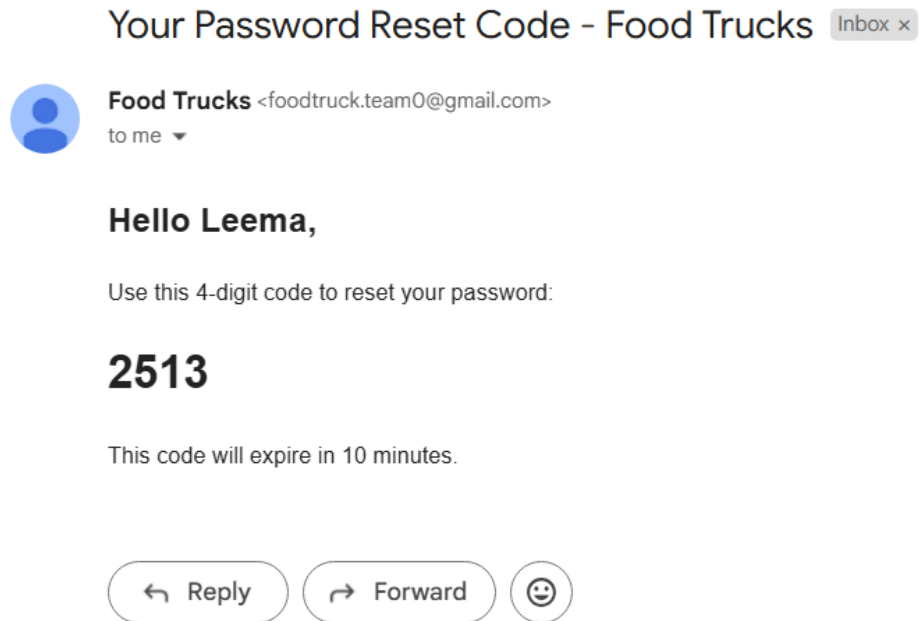 Your Password Reset Code - Food Trucks Inbox ×
Food Trucks <foodtruck.team0@gmail.com>
to me
Hello Leema,
Use this 4-digit code to reset your password:
2513
This code will expire in 10 minutes.
Reply Forward